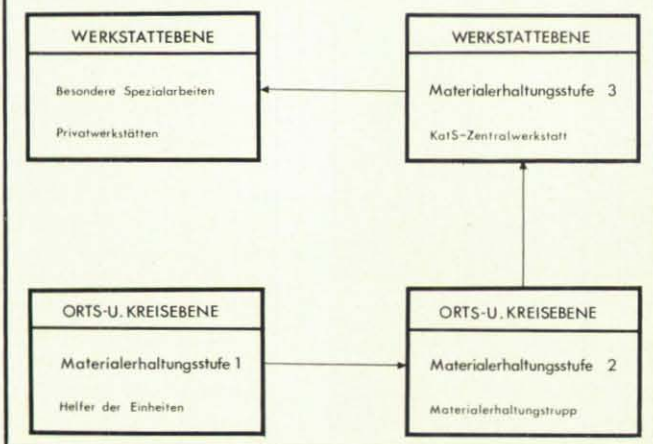 WERKSTATTEBENE
Besondere Spezialarbeiten
Privatwerkstätten
WERKSTATTEBENE
Materialerhaltungsstufe 3
KatS-Zentralwerkstatt
ORTS-U. KREISEBENE
Materialerhaltungsstufe 1
Helfer der Einheiten
ORTS-U. KREISEBENE
Materialerhaltungsstufe 2
Materialerhaltungstrupp